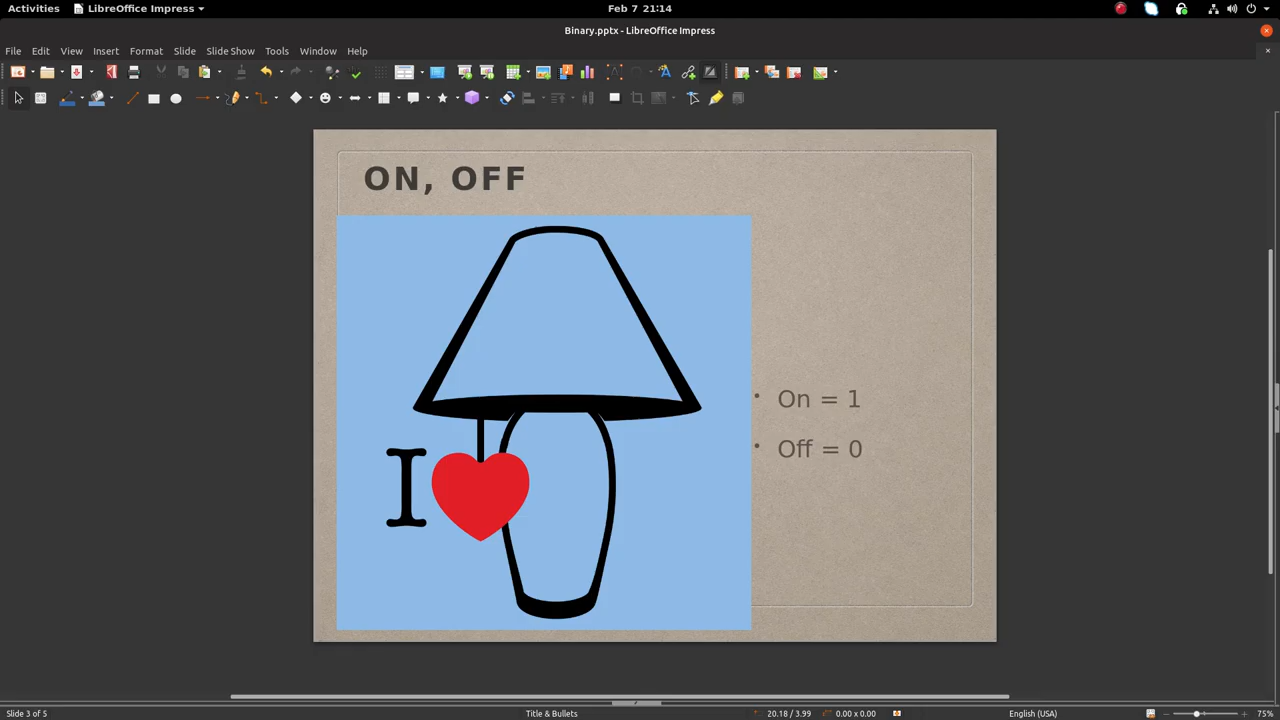 Activities
LibreOffice Impress
Feb 7 21:14
Binary.pptx - LibreOffice Impress
File Edit View Insert Format Slide Slide Show Tools Window Help
ON, OFF
I
• On = 1
• Off = 0
Slide 3 of 5
Title & Bullets
20.18 / 3.99
0.00 x 0.00
English (USA)
75%